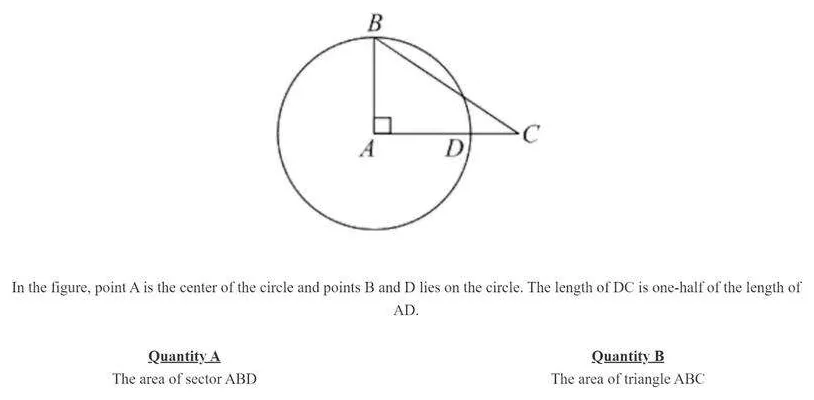 B
A
D
C
In the figure, point A is the center of the circle and points B and D lies on the circle. The length of DC is one-half of the length of
AD.
Quantity A
Quantity B
The area of sector ABD
The area of triangle ABC